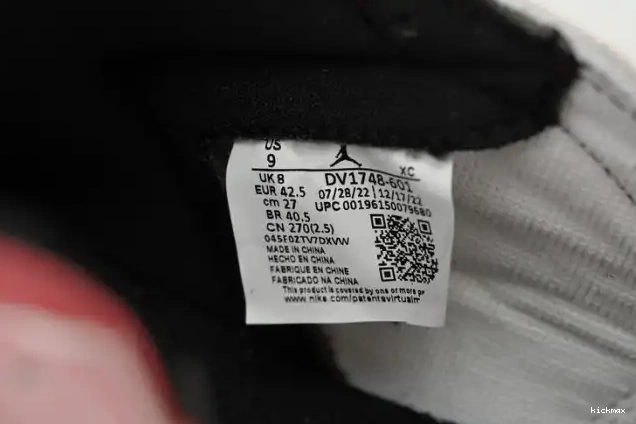 US
9
XC
UK 8
DV1748-601
EUR 42.5
07/28/22 | 12/17/22
cm 27
UPC 00196150079680
BR 40.5
CN 270(2.5)
045F0ZTV7DXVW
MADE IN CHINA
HECHO EN CHINA
FABRIQUE EN CHINE
FABRICADO NA CHINA
This product is covered by one or more pr
www.nike.com/patentsvirtualm
kickmax